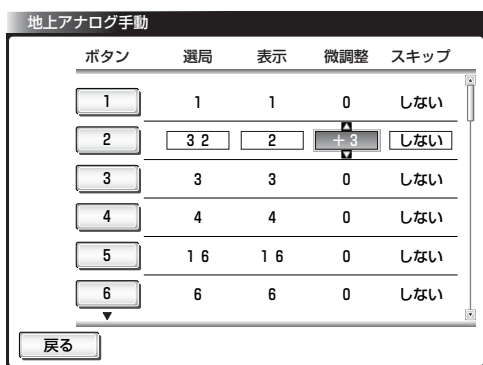 地上アナログ手動
ボタン 選局 表示 微調整 スキップ
1 1 1 0 しない
2 32 2 +3 しない
3 3 3 0 しない
4 4 4 0 しない
5 16 16 0 しない
6 6 6 0 しない
戻る